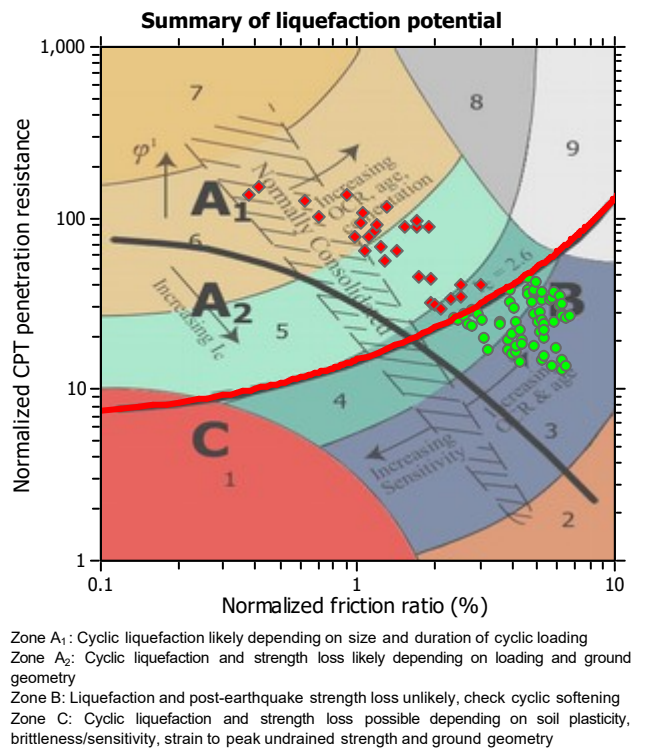 Summary of liquefaction potential
1,000
7
8
9
φ'
Increasing
OCR, age,
cementation
Normally Consolidated
A1
100
6
= 2.6
B
A2
Increasing Ic
5
10
4
Increasing
OCR & age
3
C
1
Increasing
Sensitivity
2
1
0.1
1
10
Normalized CPT penetration resistance
Normalized friction ratio (%)
Zone A1: Cyclic liquefaction likely depending on size and duration of cyclic loading
Zone A2: Cyclic liquefaction and strength loss likely depending on loading and ground
geometry
Zone B: Liquefaction and post-earthquake strength loss unlikely, check cyclic softening
Zone C: Cyclic liquefaction and strength loss possible depending on soil plasticity,
brittleness/sensitivity, strain to peak undrained strength and ground geometry